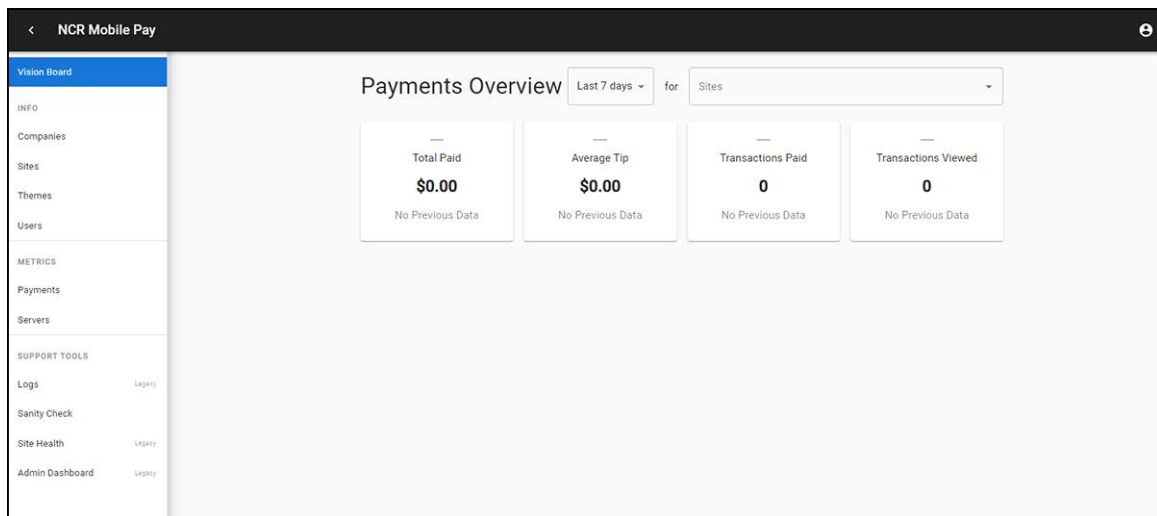 NCR Mobile Pay
Vision Board
INFO
Companies
Sites
Themes
Users
METRICS
Payments
Servers
SUPPORT TOOLS
Logs Legacy
Sanity Check
Site Health Legacy
Admin Dashboard Legacy
Payments Overview Last 7 days for Sites
Total Paid
$0.00
No Previous Data
Average Tip
$0.00
No Previous Data
Transactions Paid
0
No Previous Data
Transactions Viewed
0
No Previous Data